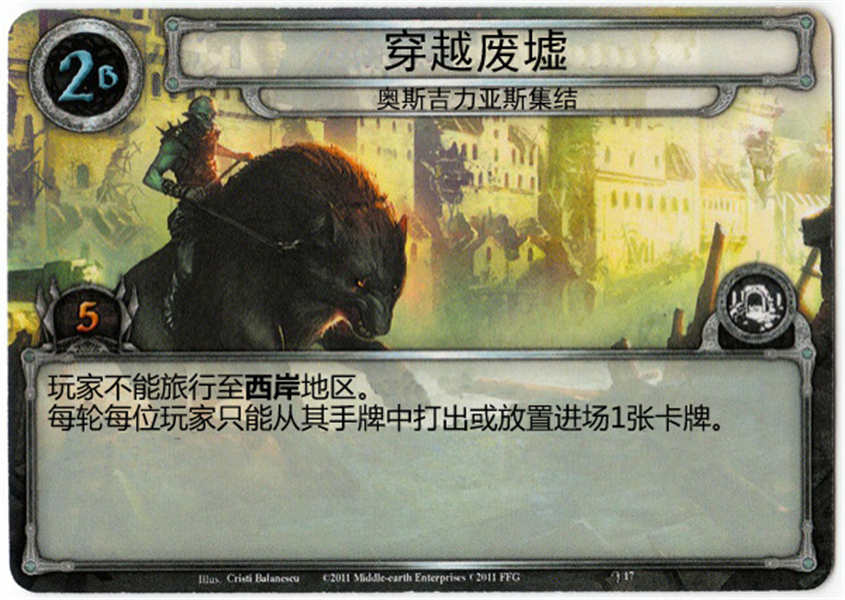 2B
穿越废墟
奥斯吉力亚斯集结
5
玩家不能旅行至西岸地区。
每轮每位玩家只能从其手牌中打出或放置进场1张卡牌。
Illus. Cristi Balanescu ©2011 Middle-earth Enterprises ©2011 FFG 17